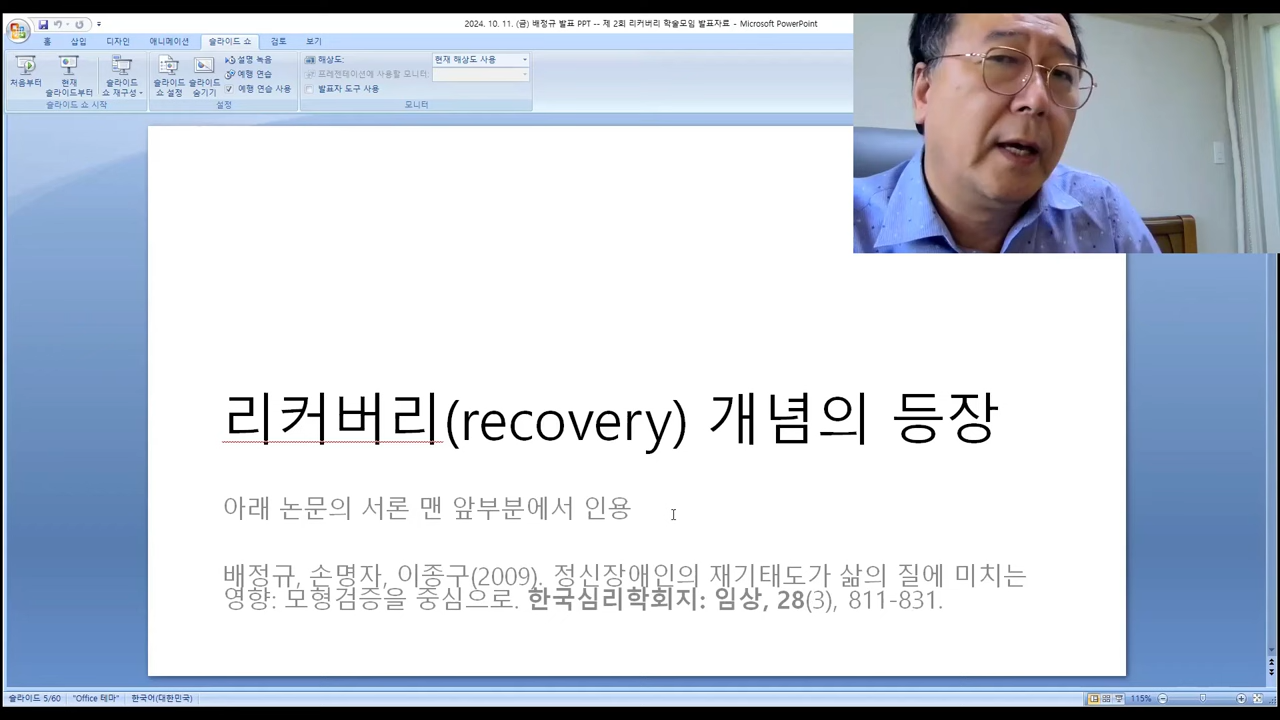 2024. 10. 11. (금) 배정규 발표 PPT -- 제 2회 리커버리 학술모임 발표자료 - Microsoft PowerPoint
홈 삽입 디자인 애니메이션 슬라이드 쇼 검토 보기
처음부터
현재
슬라이드부터
슬라이드
쇼 재구성
슬라이드 쇼 시작
슬라이드
쇼 설정
슬라이드
숨기기
설명 녹음
예행 연습
예행 연습 사용
설정
해상도: 현재 해상도 사용
프레젠테이션에 사용할 모니터:
발표자 도구 사용
모니터
리커버리(recovery) 개념의 등장
아래 논문의 서론 맨 앞부분에서 인용
배정규, 손명자, 이종구(2009). 정신장애인의 재기태도가 삶의 질에 미치는
영향: 모형검증을 중심으로. 한국심리학회지: 임상, 28(3), 811-831.
슬라이드 5/60 "Office 테마" 한국어(대한민국) 115%